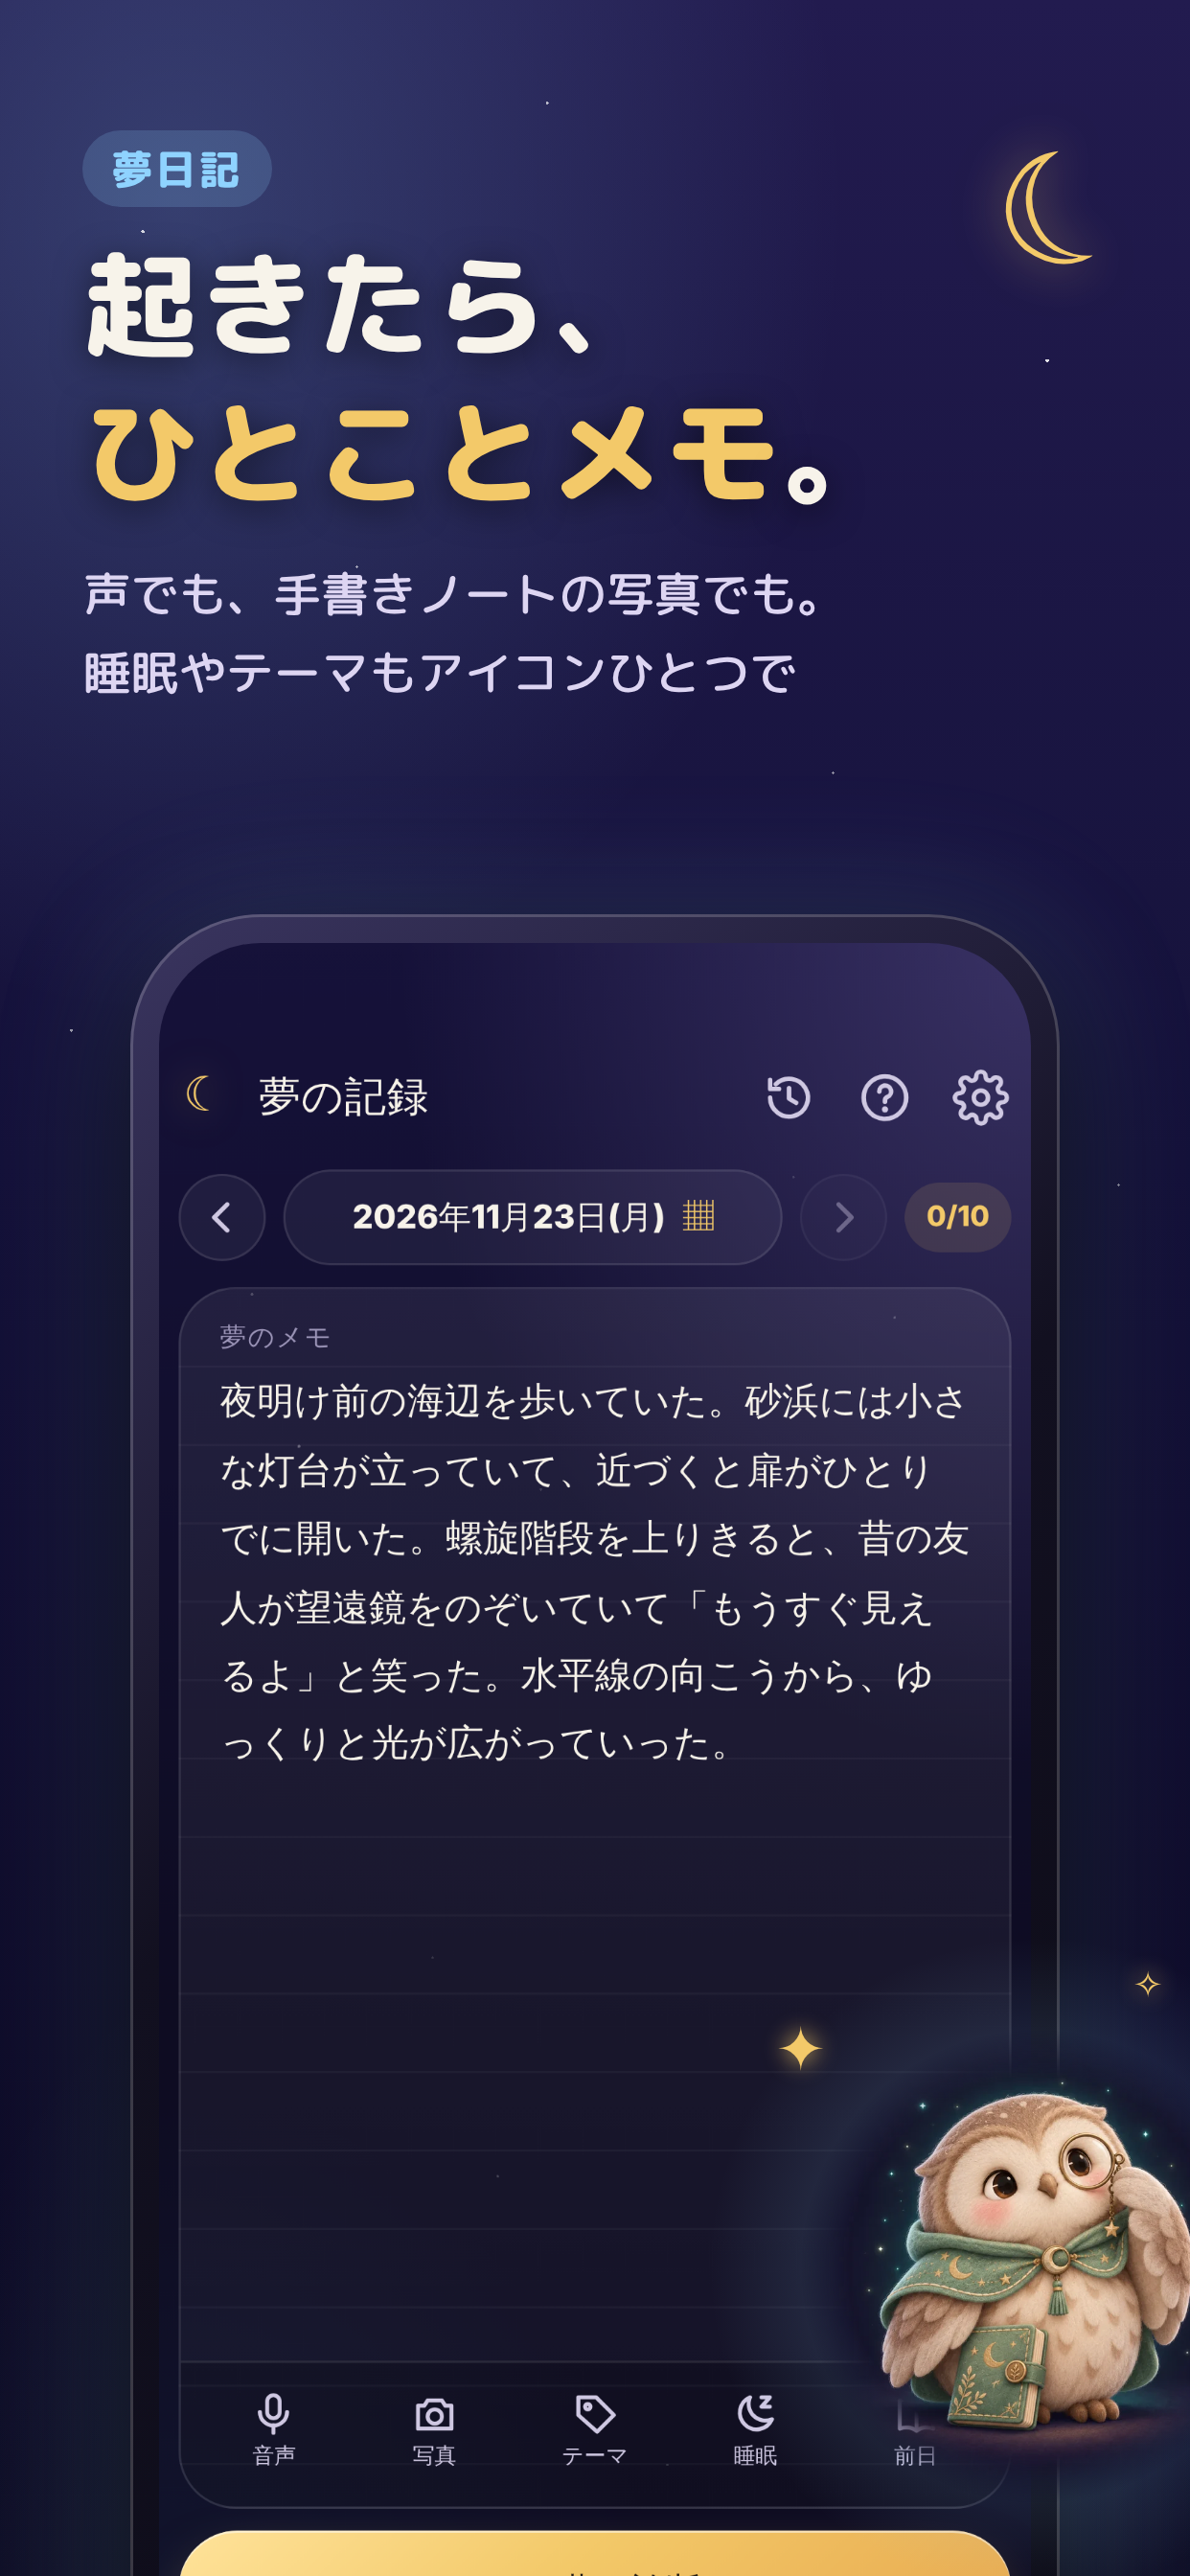 夢日記
起きたら、
ひとことメモ。
声でも、手書きノートの写真でも。
睡眠やテーマもアイコンひとつで
夢の記録
2026年11月23日(月)
0/10
夢のメモ
夜明け前の海辺を歩いていた。砂浜には小さ
な灯台が立っていて、近づくと扉がひとり
でに開いた。螺旋階段を上りきると、昔の友
人が望遠鏡をのぞいていて「もうすぐ見え
るよ」と笑った。水平線の向こうから、ゆ
っくりと光が広がっていった。
音声 写真 テーマ 睡眠 前日